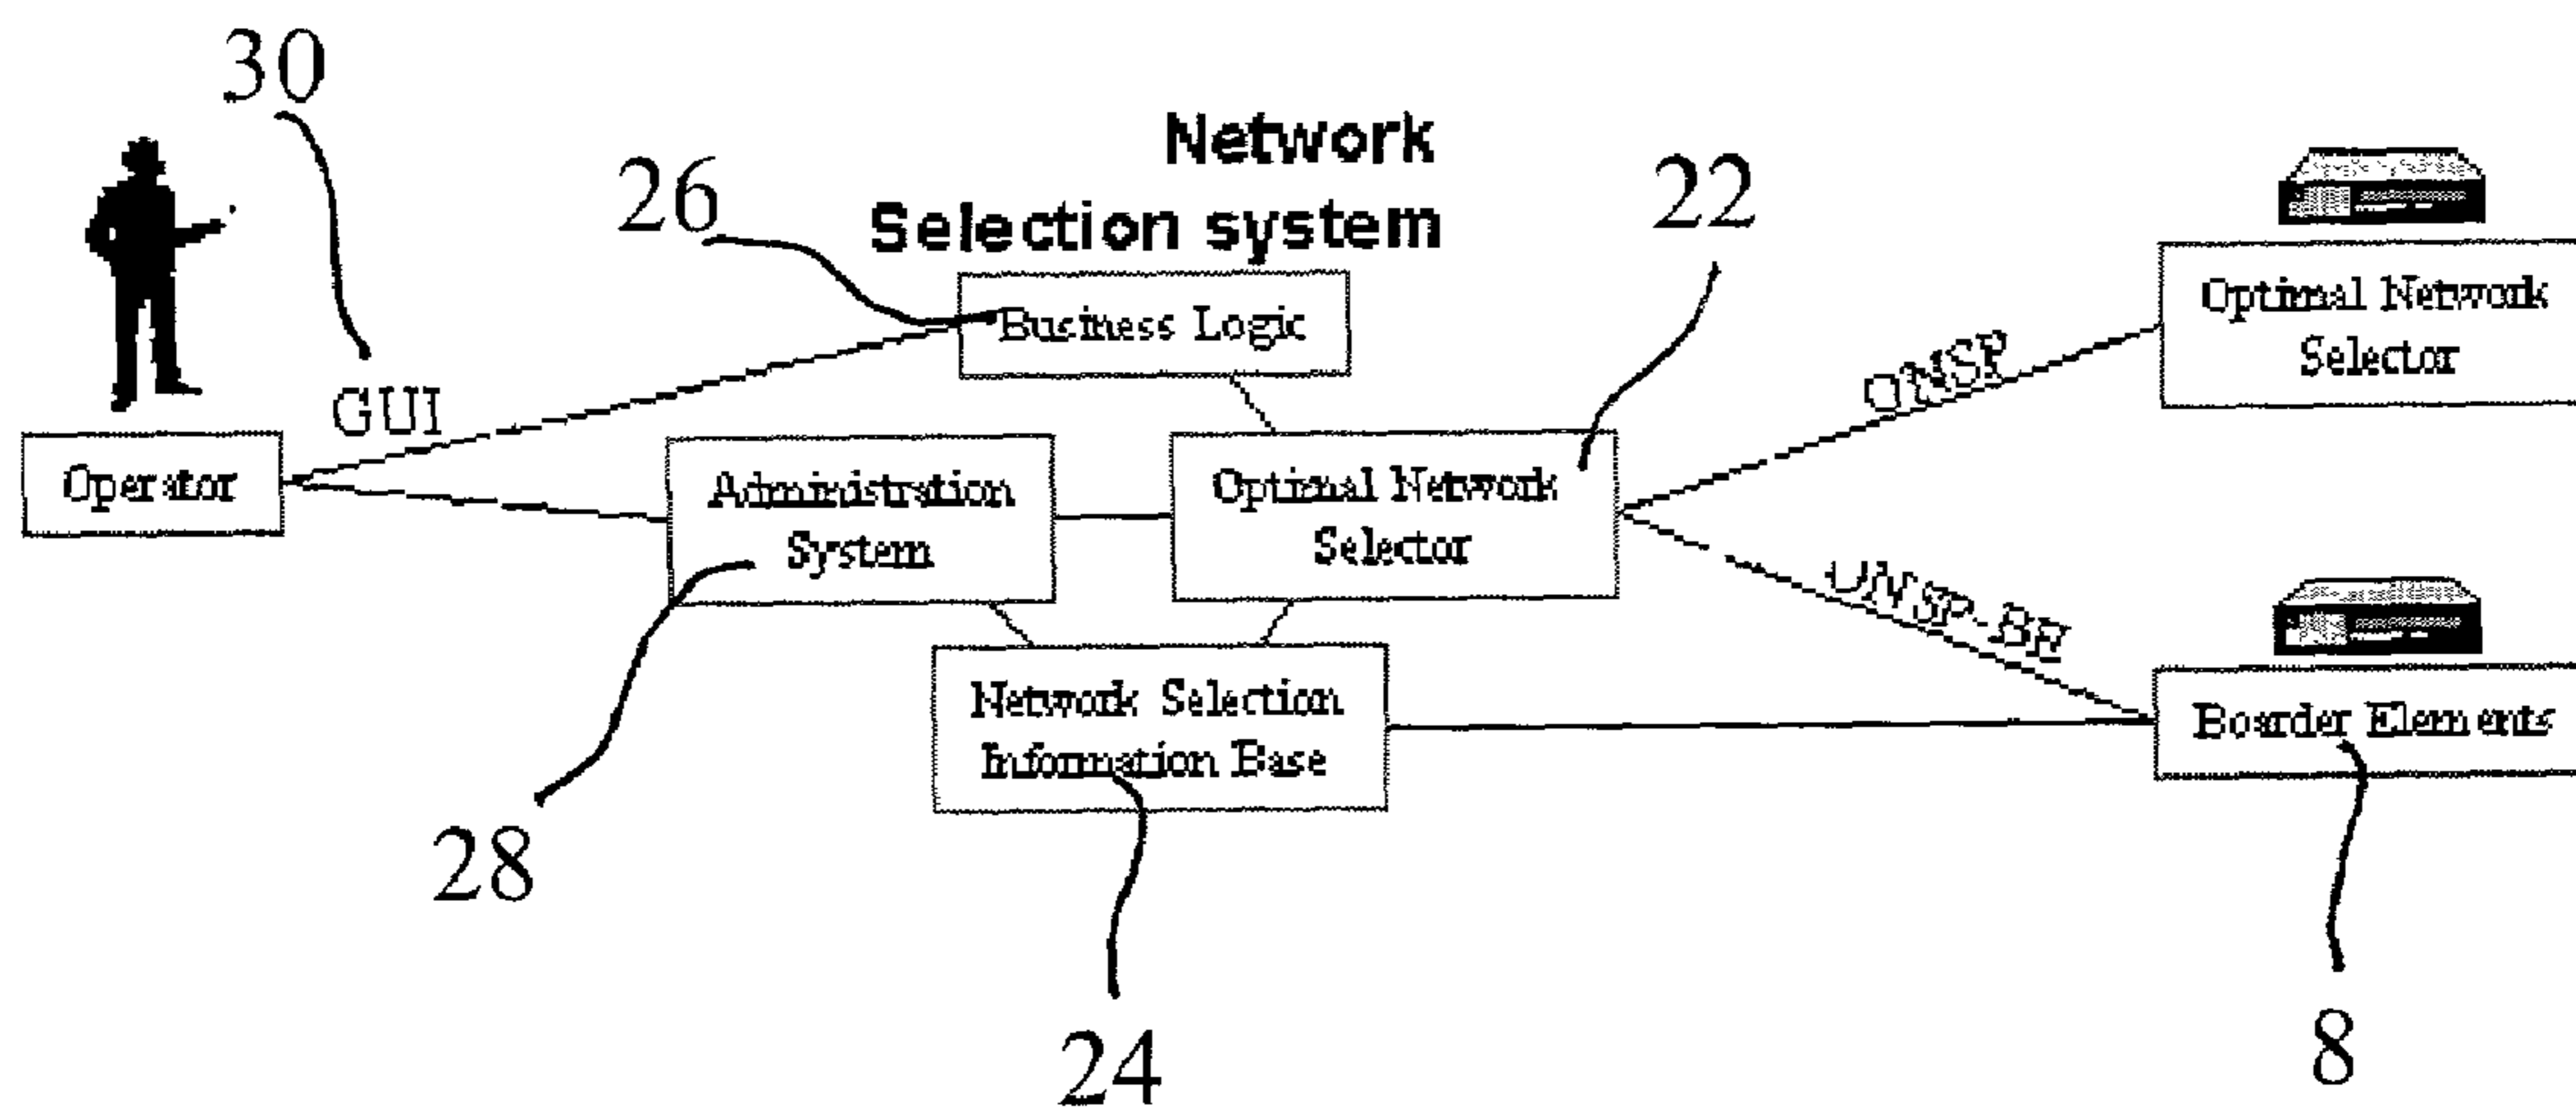 30
Network
Selection system
26
22
Business Logic
Optimal Network
Selector
GUI
ONSP
Operator
Administration
System
Optimal Network
Selector
ONSP-BE
Network Selection
Information Base
Boarder Elements
28
24
8